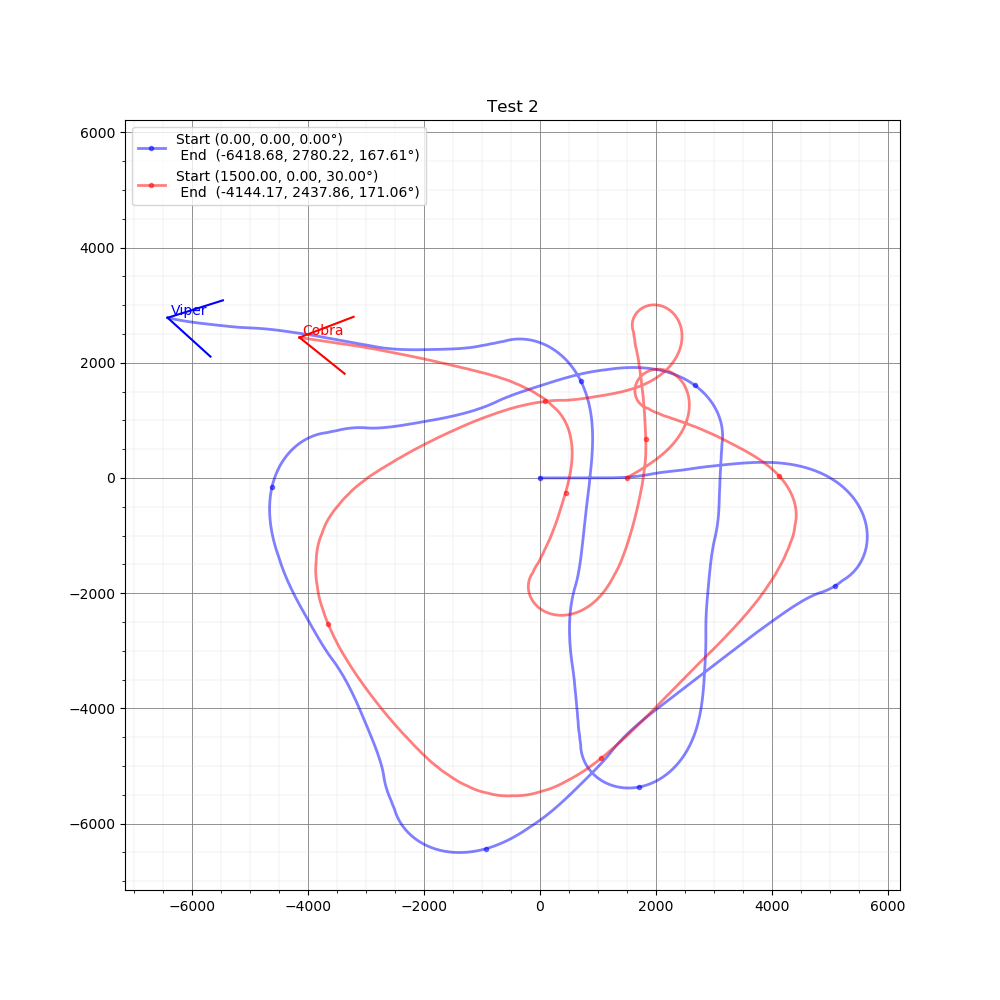 Test 2
Start (0.00, 0.00, 0.00°)
End (-6418.68, 2780.22, 167.61°)
Start (1500.00, 0.00, 30.00°)
End (-4144.17, 2437.86, 171.06°)
Viper
Cobra
6000
4000
2000
0
−2000
−4000
−6000
−6000 −4000 −2000 0 2000 4000 6000